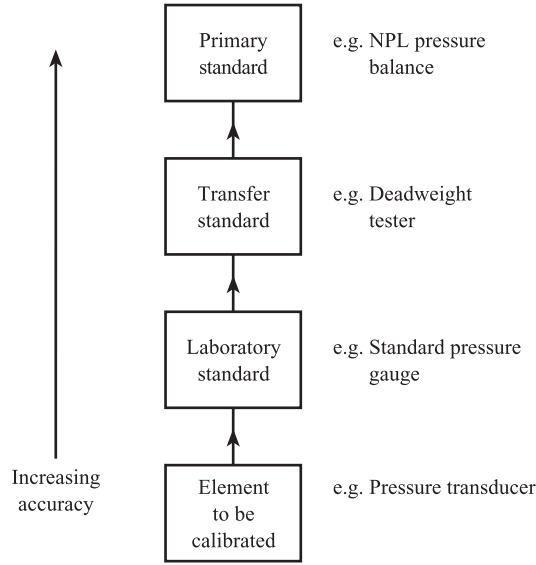 Primary
standard
e.g. NPL pressure
balance
Transfer
standard
e.g. Deadweight
tester
Laboratory
standard
e.g. Standard pressure
gauge
Increasing
accuracy
Element
to be
calibrated
e.g. Pressure transducer